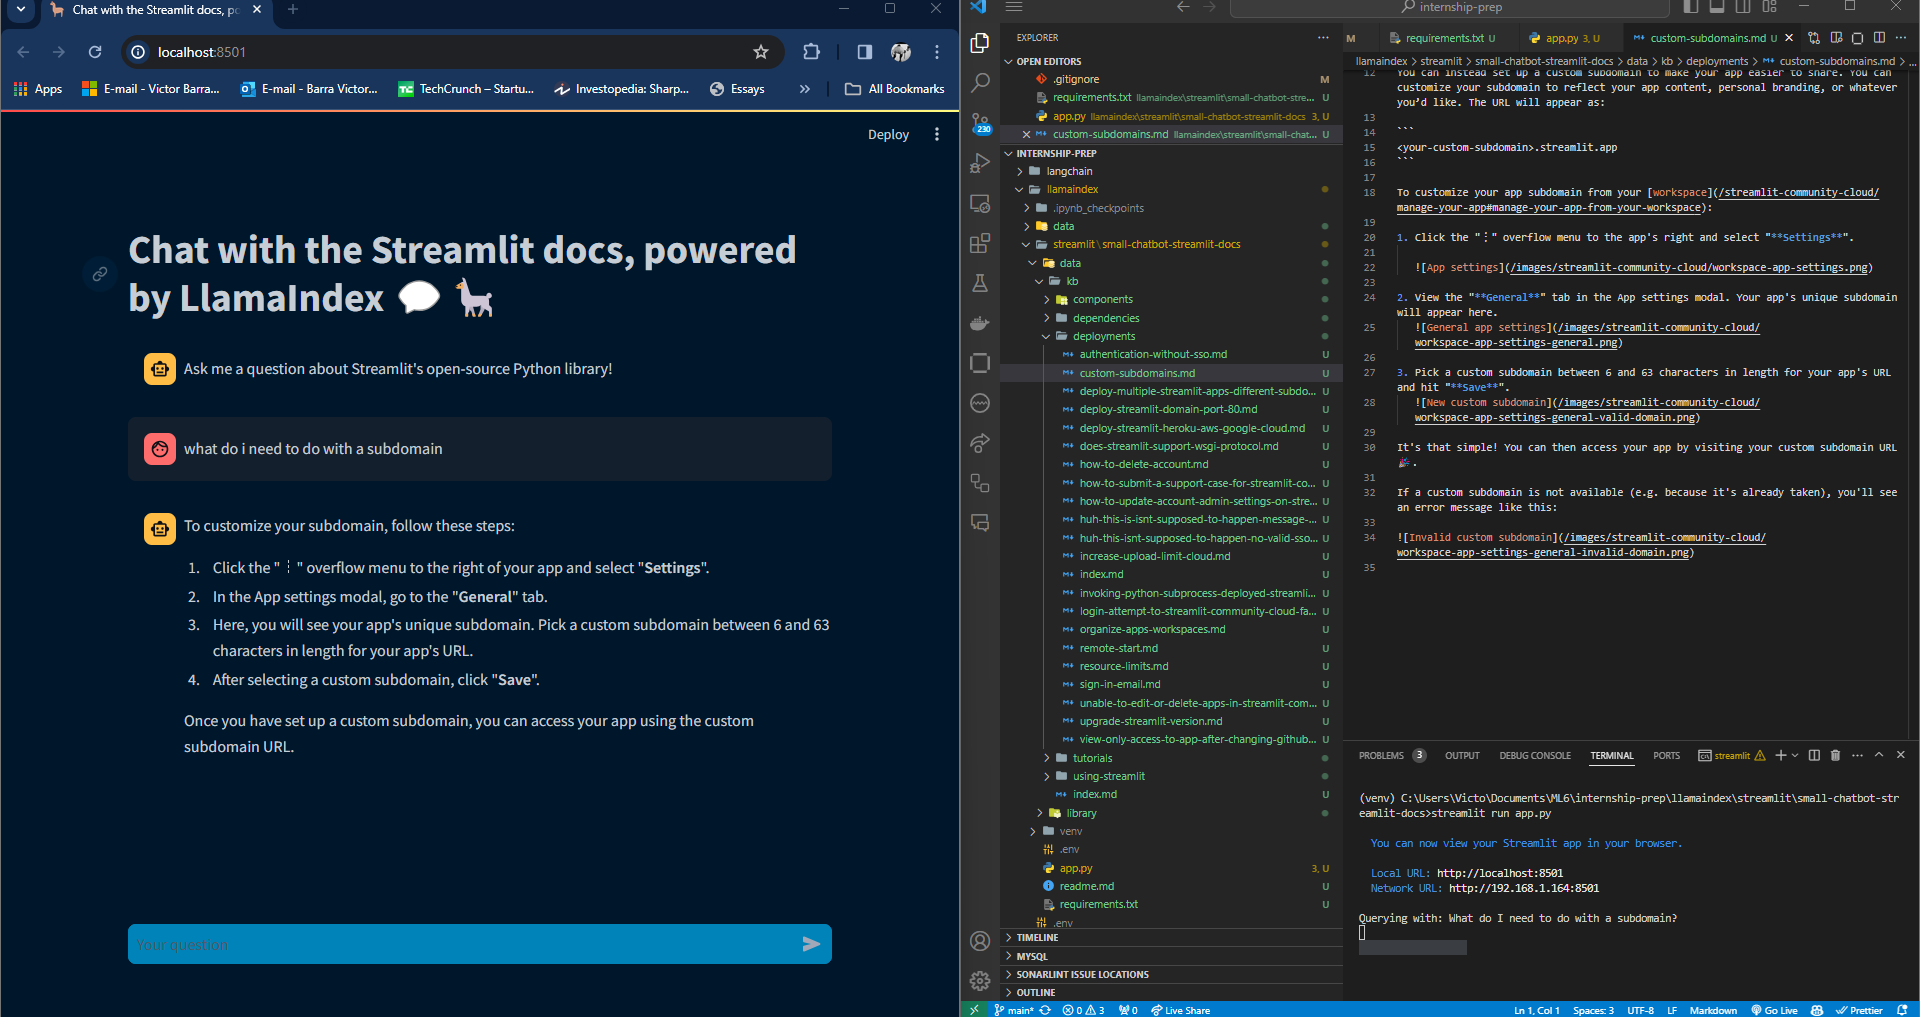 Chat with the Streamlit docs, po
localhost:8501
Apps
E-mail - Victor Barra...
E-mail - Barra Victor...
TechCrunch – Startu...
Investopedia: Sharp...
Essays
»
All Bookmarks
Deploy
Chat with the Streamlit docs, powered
by LlamaIndex
Ask me a question about Streamlit's open-source Python library!
what do i need to do with a subdomain
To customize your subdomain, follow these steps:
1. Click the "⋮" overflow menu to the right of your app and select "Settings".
2. In the App settings modal, go to the "General" tab.
3. Here, you will see your app's unique subdomain. Pick a custom subdomain between 6 and 63
characters in length for your app's URL.
4. After selecting a custom subdomain, click "Save".
Once you have set up a custom subdomain, you can access your app using the custom
subdomain URL.
Your question
internship-prep
230
EXPLORER
OPEN EDITORS
.gitignore M
requirements.txt llamaindex\streamlit\small-chatbot-stre... U
app.py llamaindex\streamlit\small-chatbot-streamlit-docs 3, U
custom-subdomains.md llamaindex\streamlit\small-chat... U
INTERNSHIP-PREP
langchain
llamaindex
.ipynb_checkpoints
data
streamlit\small-chatbot-streamlit-docs
data
kb
components
dependencies
deployments
authentication-without-sso.md U
custom-subdomains.md U
deploy-multiple-streamlit-apps-different-subdo... U
deploy-streamlit-domain-port-80.md U
deploy-streamlit-heroku-aws-google-cloud.md U
does-streamlit-support-wsgi-protocol.md U
how-to-delete-account.md U
how-to-submit-a-support-case-for-streamlit-co... U
how-to-update-account-admin-settings-on-stre... U
huh-this-is-isnt-supposed-to-happen-message-... U
huh-this-isnt-supposed-to-happen-no-valid-sso... U
increase-upload-limit-cloud.md U
index.md U
invoking-python-subprocess-deployed-streamli... U
login-attempt-to-streamlit-community-cloud-fa... U
organize-apps-workspaces.md U
remote-start.md U
resource-limits.md U
sign-in-email.md U
unable-to-edit-or-delete-apps-in-streamlit-com... U
upgrade-streamlit-version.md U
view-only-access-to-app-after-changing-github... U
tutorials
using-streamlit
index.md U
library
venv
.env
app.py 3, U
readme.md U
requirements.txt U
.env
TIMELINE
MYSQL
SONARLINT ISSUE LOCATIONS
OUTLINE
M requirements.txt U app.py 3, U custom-subdomains.md U
llamaindex > streamlit > small-chatbot-streamlit-docs > data > kb > deployments > custom-subdomains.md > ...
12 You can instead set up a custom subdomain to make your app easier to share. You can
customize your subdomain to reflect your app content, personal branding, or whatever
you'd like. The URL will appear as:
13
14 ```
15 <your-custom-subdomain>.streamlit.app
16 ```
17
18 To customize your app subdomain from your [workspace](/streamlit-community-cloud/
manage-your-app#manage-your-app-from-your-workspace):
19
20 1. Click the "⋮" overflow menu to the app's right and select "**Settings**".
21
22 ![App settings](/images/streamlit-community-cloud/workspace-app-settings.png)
23
24 2. View the "**General**" tab in the App settings modal. Your app's unique subdomain
will appear here.
25 ![General app settings](/images/streamlit-community-cloud/
workspace-app-settings-general.png)
26
27 3. Pick a custom subdomain between 6 and 63 characters in length for your app's URL
and hit "**Save**".
28 ![New custom subdomain](/images/streamlit-community-cloud/
workspace-app-settings-general-valid-domain.png)
29
30 It's that simple! You can then access your app by visiting your custom subdomain URL
🎉.
31
32 If a custom subdomain is not available (e.g. because it's already taken), you'll see
an error message like this:
33
34 ![Invalid custom subdomain](/images/streamlit-community-cloud/
workspace-app-settings-general-invalid-domain.png)
35
PROBLEMS 3 OUTPUT DEBUG CONSOLE TERMINAL PORTS streamlit
(venv) C:\Users\Victo\Documents\ML6\internship-prep\llamaindex\streamlit\small-chatbot-str
eamlit-docs>streamlit run app.py
You can now view your Streamlit app in your browser.
Local URL: http://localhost:8501
Network URL: http://192.168.1.164:8501
Querying with: What do I need to do with a subdomain?
main* 0 3 0 Live Share
Ln 1, Col 1 Spaces: 3 UTF-8 LF Markdown Go Live Prettier